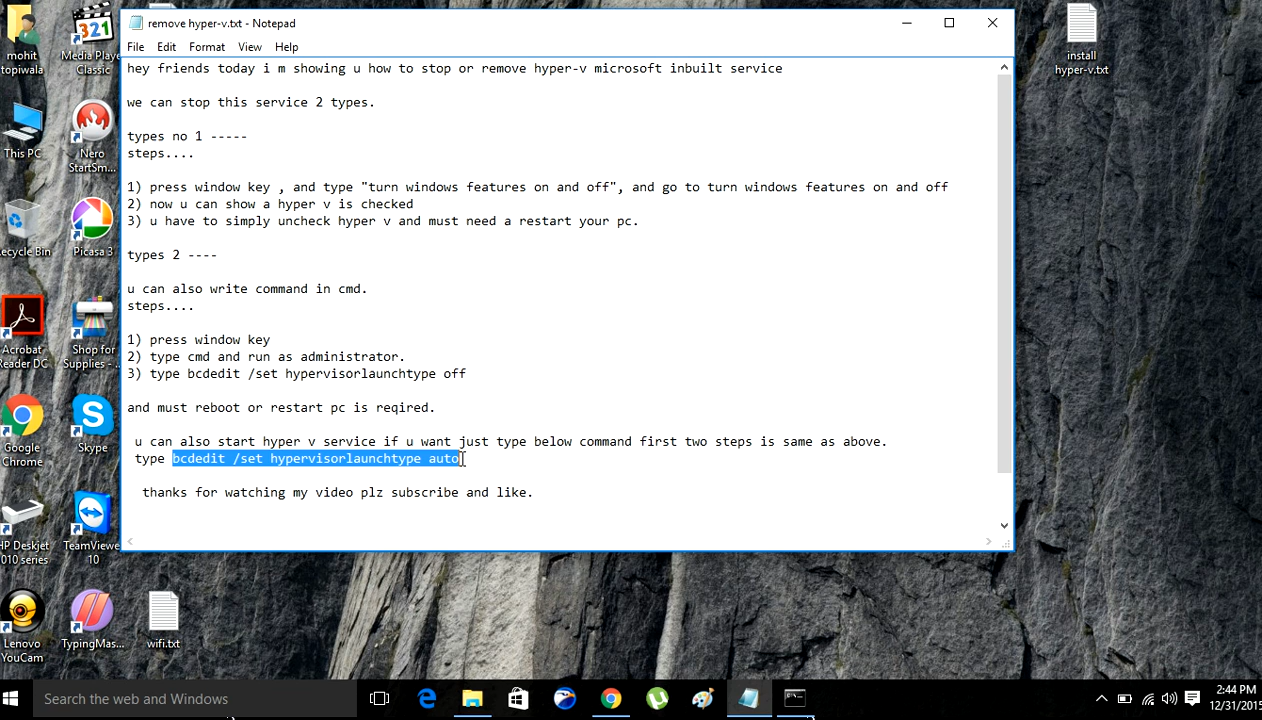 remove hyper-v.txt - Notepad
File Edit Format View Help
hey friends today i m showing u how to stop or remove hyper-v microsoft inbuilt service
we can stop this service 2 types.
types no 1 -----
steps....
1) press window key , and type "turn windows features on and off", and go to turn windows features on and off
2) now u can show a hyper v is checked
3) u have to simply uncheck hyper v and must need a restart your pc.
types 2 ----
u can also write command in cmd.
steps....
1) press window key
2) type cmd and run as administrator.
3) type bcdedit /set hypervisorlaunchtype off
and must reboot or restart pc is reqired.
u can also start hyper v service if u want just type below command first two steps is same as above.
type bcdedit /set hypervisorlaunchtype auto
thanks for watching my video plz subscribe and like.
mohit
topiwala
321
Media Playe
Classic
This PC
Nero
StartSm...
ecycle Bin
Picasa 3
Acrobat
Reader DC
Shop for
Supplies - ...
Google
Chrome
Skype
HP Deskjet
010 series
TeamViewe
10
Lenovo
YouCam
TypingMas...
wifi.txt
install
hyper-v.txt
Search the web and Windows
2:44 PM
12/31/2015